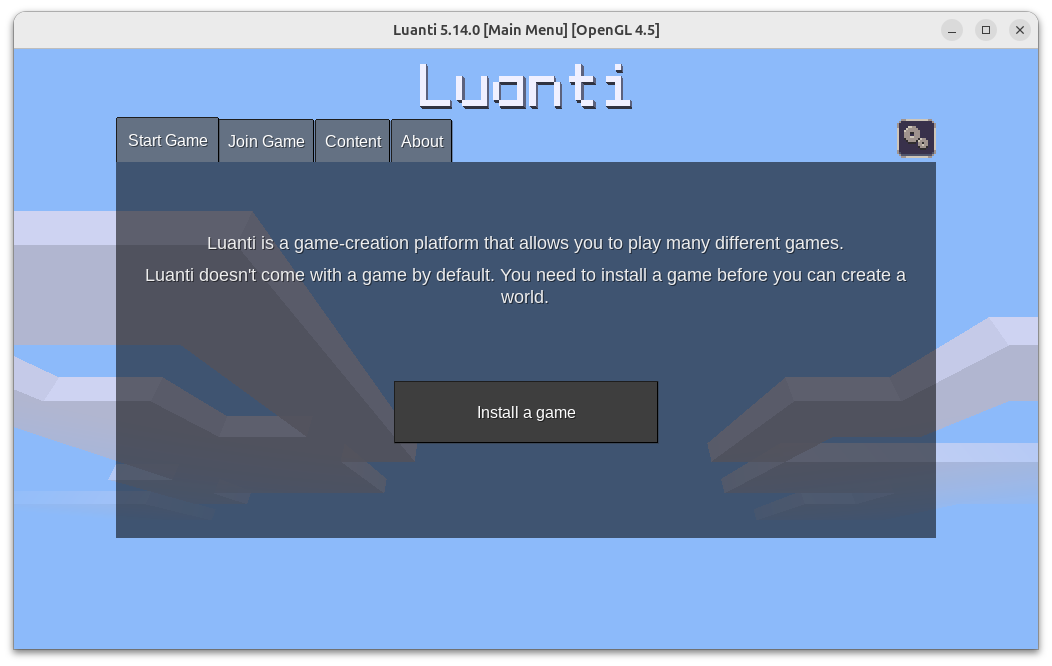 Luanti 5.14.0 [Main Menu] [OpenGL 4.5]
Luanti
Start Game Join Game Content About
Luanti is a game-creation platform that allows you to play many different games.
Luanti doesn't come with a game by default. You need to install a game before you can create a
world.
Install a game